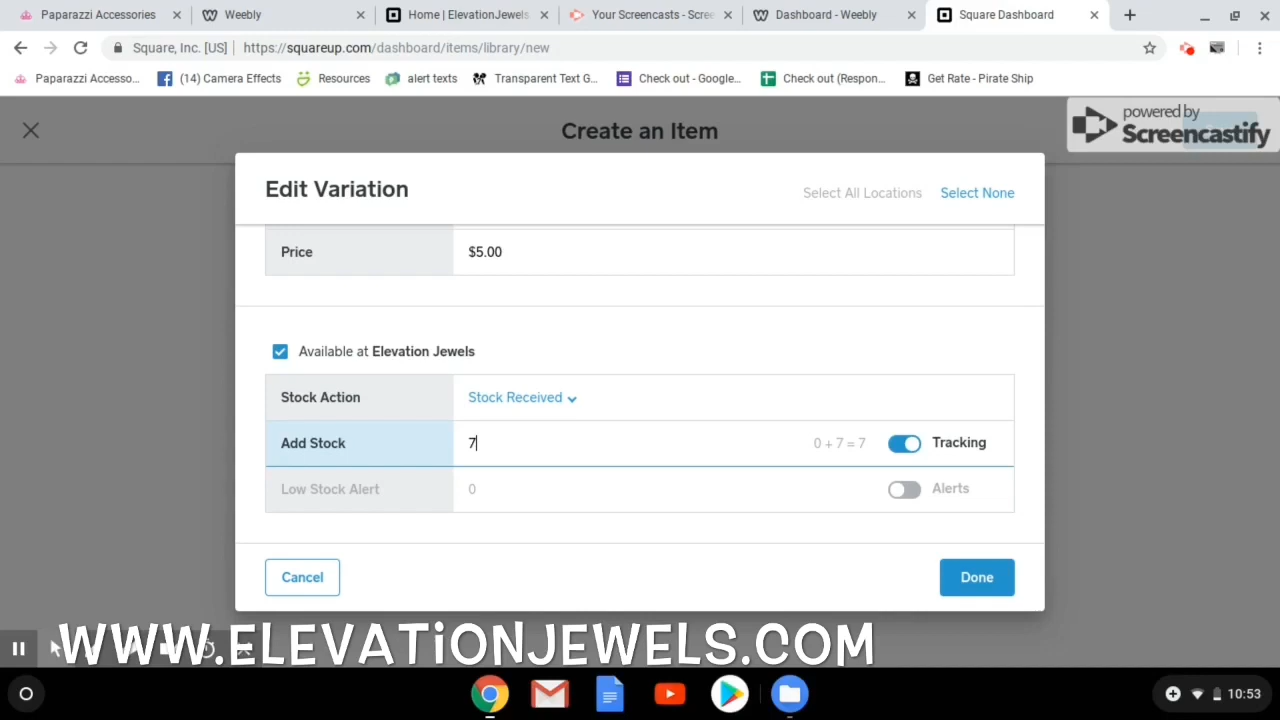 Paparazzi Accessories
Weebly
Home | ElevationJewels
Your Screencasts - Scree
Dashboard - Weebly
Square Dashboard
Square, Inc. [US]
https://squareup.com/dashboard/items/library/new
Paparazzi Accesso...
(14) Camera Effects
Resources
alert texts
Transparent Text G...
Check out - Google...
Check out (Respon...
Get Rate - Pirate Ship
Create an Item
powered by
Screencastify
Edit Variation
Select All Locations
Select None
Price
$5.00
Available at Elevation Jewels
Stock Action
Stock Received
Add Stock
7
0 + 7 = 7
Tracking
Low Stock Alert
0
Alerts
Cancel
Done
WWW.ELEVATiONJEWELS.COM
10:53